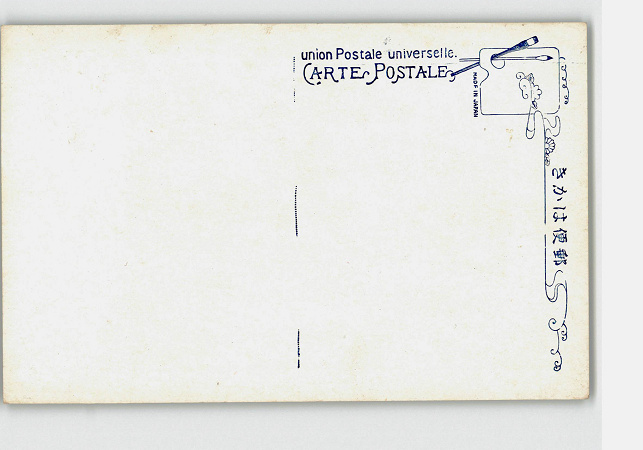 union Postale universelle.
CARTE POSTALE
MADE IN JAPAN
きかは便郵